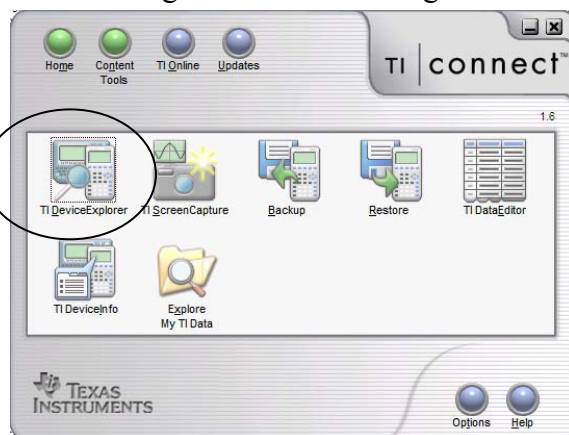 Home Content Tools TI Online Updates
TI connect™
1.6
TI DeviceExplorer TI ScreenCapture Backup Restore TI DataEditor
TI DeviceInfo Explore My TI Data
TEXAS INSTRUMENTS
Options Help